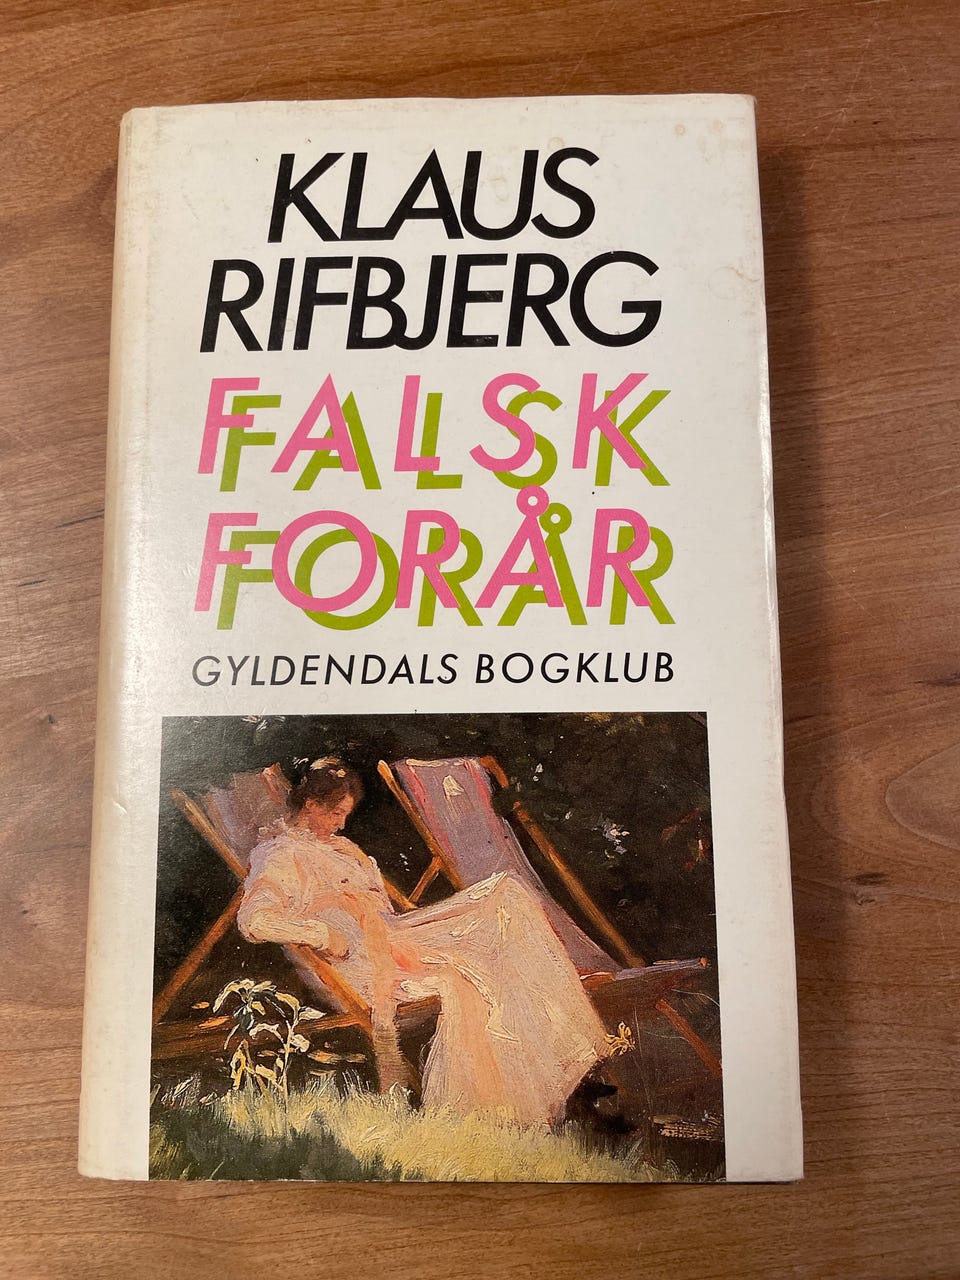 KLAUS
RIFBJERG
FALSK
FORÅR
GYLDENDALS BOGKLUB